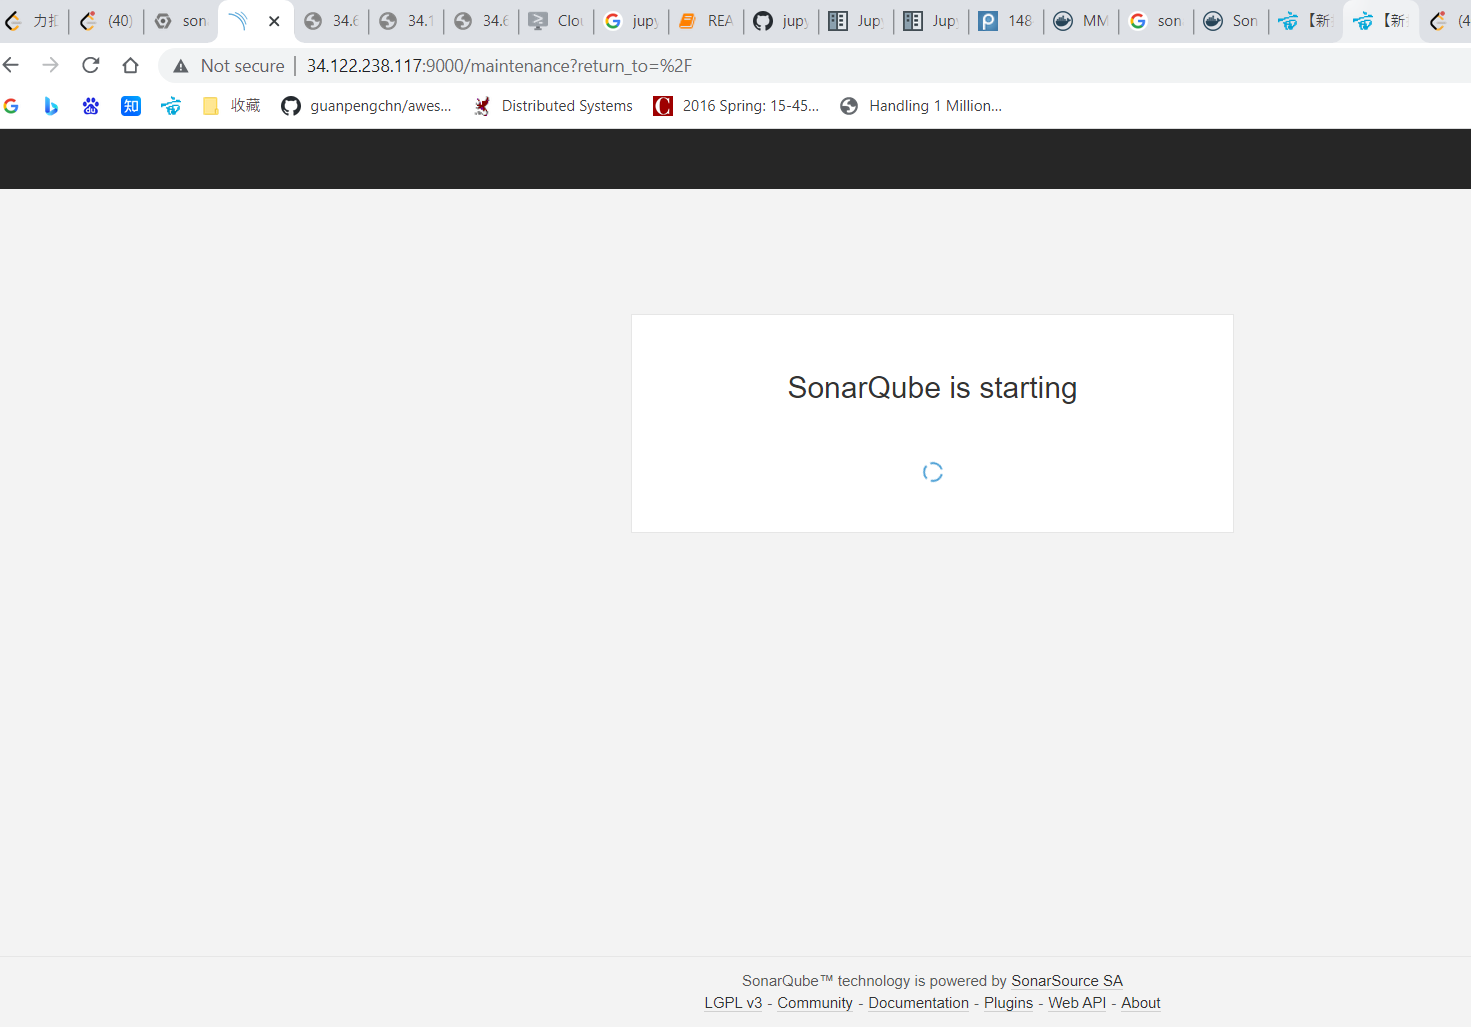 力扣 (40) son 34.6 34.1 34.6 Clou jupy REA jupy Jupy Jupy 148 MM son Son 【新 【新 (4
Not secure 34.122.238.117:9000/maintenance?return_to=%2F
知 收藏 guanpengchn/awes... Distributed Systems C 2016 Spring: 15-45... Handling 1 Million...
SonarQube is starting
SonarQube™ technology is powered by SonarSource SA
LGPL v3 - Community - Documentation - Plugins - Web API - About